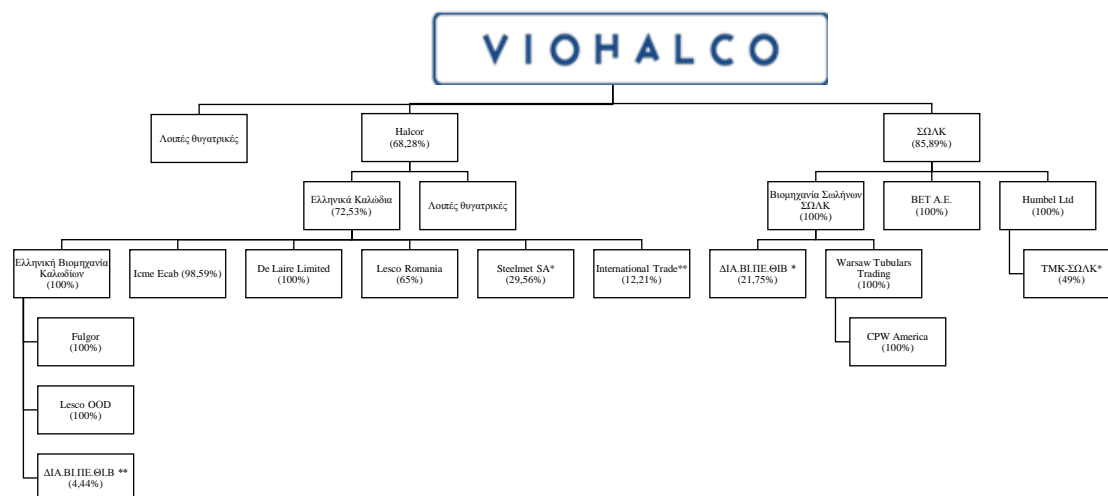 VIOHALCO
Λοιπές θυγατρικές
Halcor
(68,28%)
ΣΩΛΚ
(85,89%)
Ελληνικά Καλώδια
(72,53%)
Λοιπές θυγατρικές
Βιομηχανία Σωλήνων
ΣΩΛΚ
(100%)
ΒΕΤ Α.Ε.
(100%)
Humbel Ltd
(100%)
Ελληνική Βιομηχανία
Καλωδίων
(100%)
Icme Ecab (98,59%)
De Laire Limited
(100%)
Lesco Romania
(65%)
Steelmet SA*
(29,56%)
International Trade**
(12,21%)
ΔΙΑ.ΒΙ.ΠΕ.ΘΙΒ *
(21,75%)
Warsaw Tubulars
Trading
(100%)
ΤΜΚ-ΣΩΛΚ*
(49%)
Fulgor
(100%)
CPW America
(100%)
Lesco OOD
(100%)
ΔΙΑ.ΒΙ.ΠΕ.ΘΙ.Β **
(4,44%)